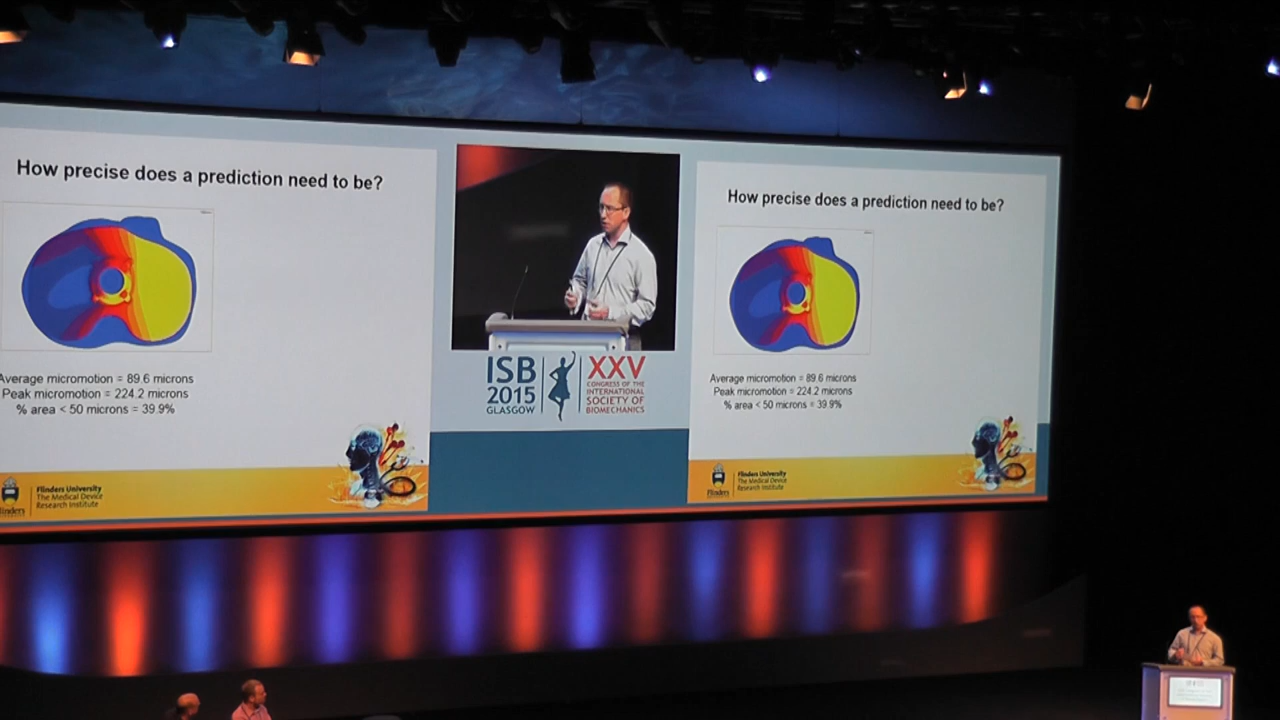 How precise does a prediction need to be?
Average micromotion = 89.6 microns
Peak micromotion = 224.2 microns
% area < 50 microns = 39.9%
Flinders University
The Medical Device
Research Institute
ISB
2015
GLASGOW
XXV
CONGRESS OF THE
INTERNATIONAL
SOCIETY OF
BIOMECHANICS
How precise does a prediction need to be?
Average micromotion = 89.6 microns
Peak micromotion = 224.2 microns
% area < 50 microns = 39.9%
Flinders
Flinders University
The Medical Device
Research Institute